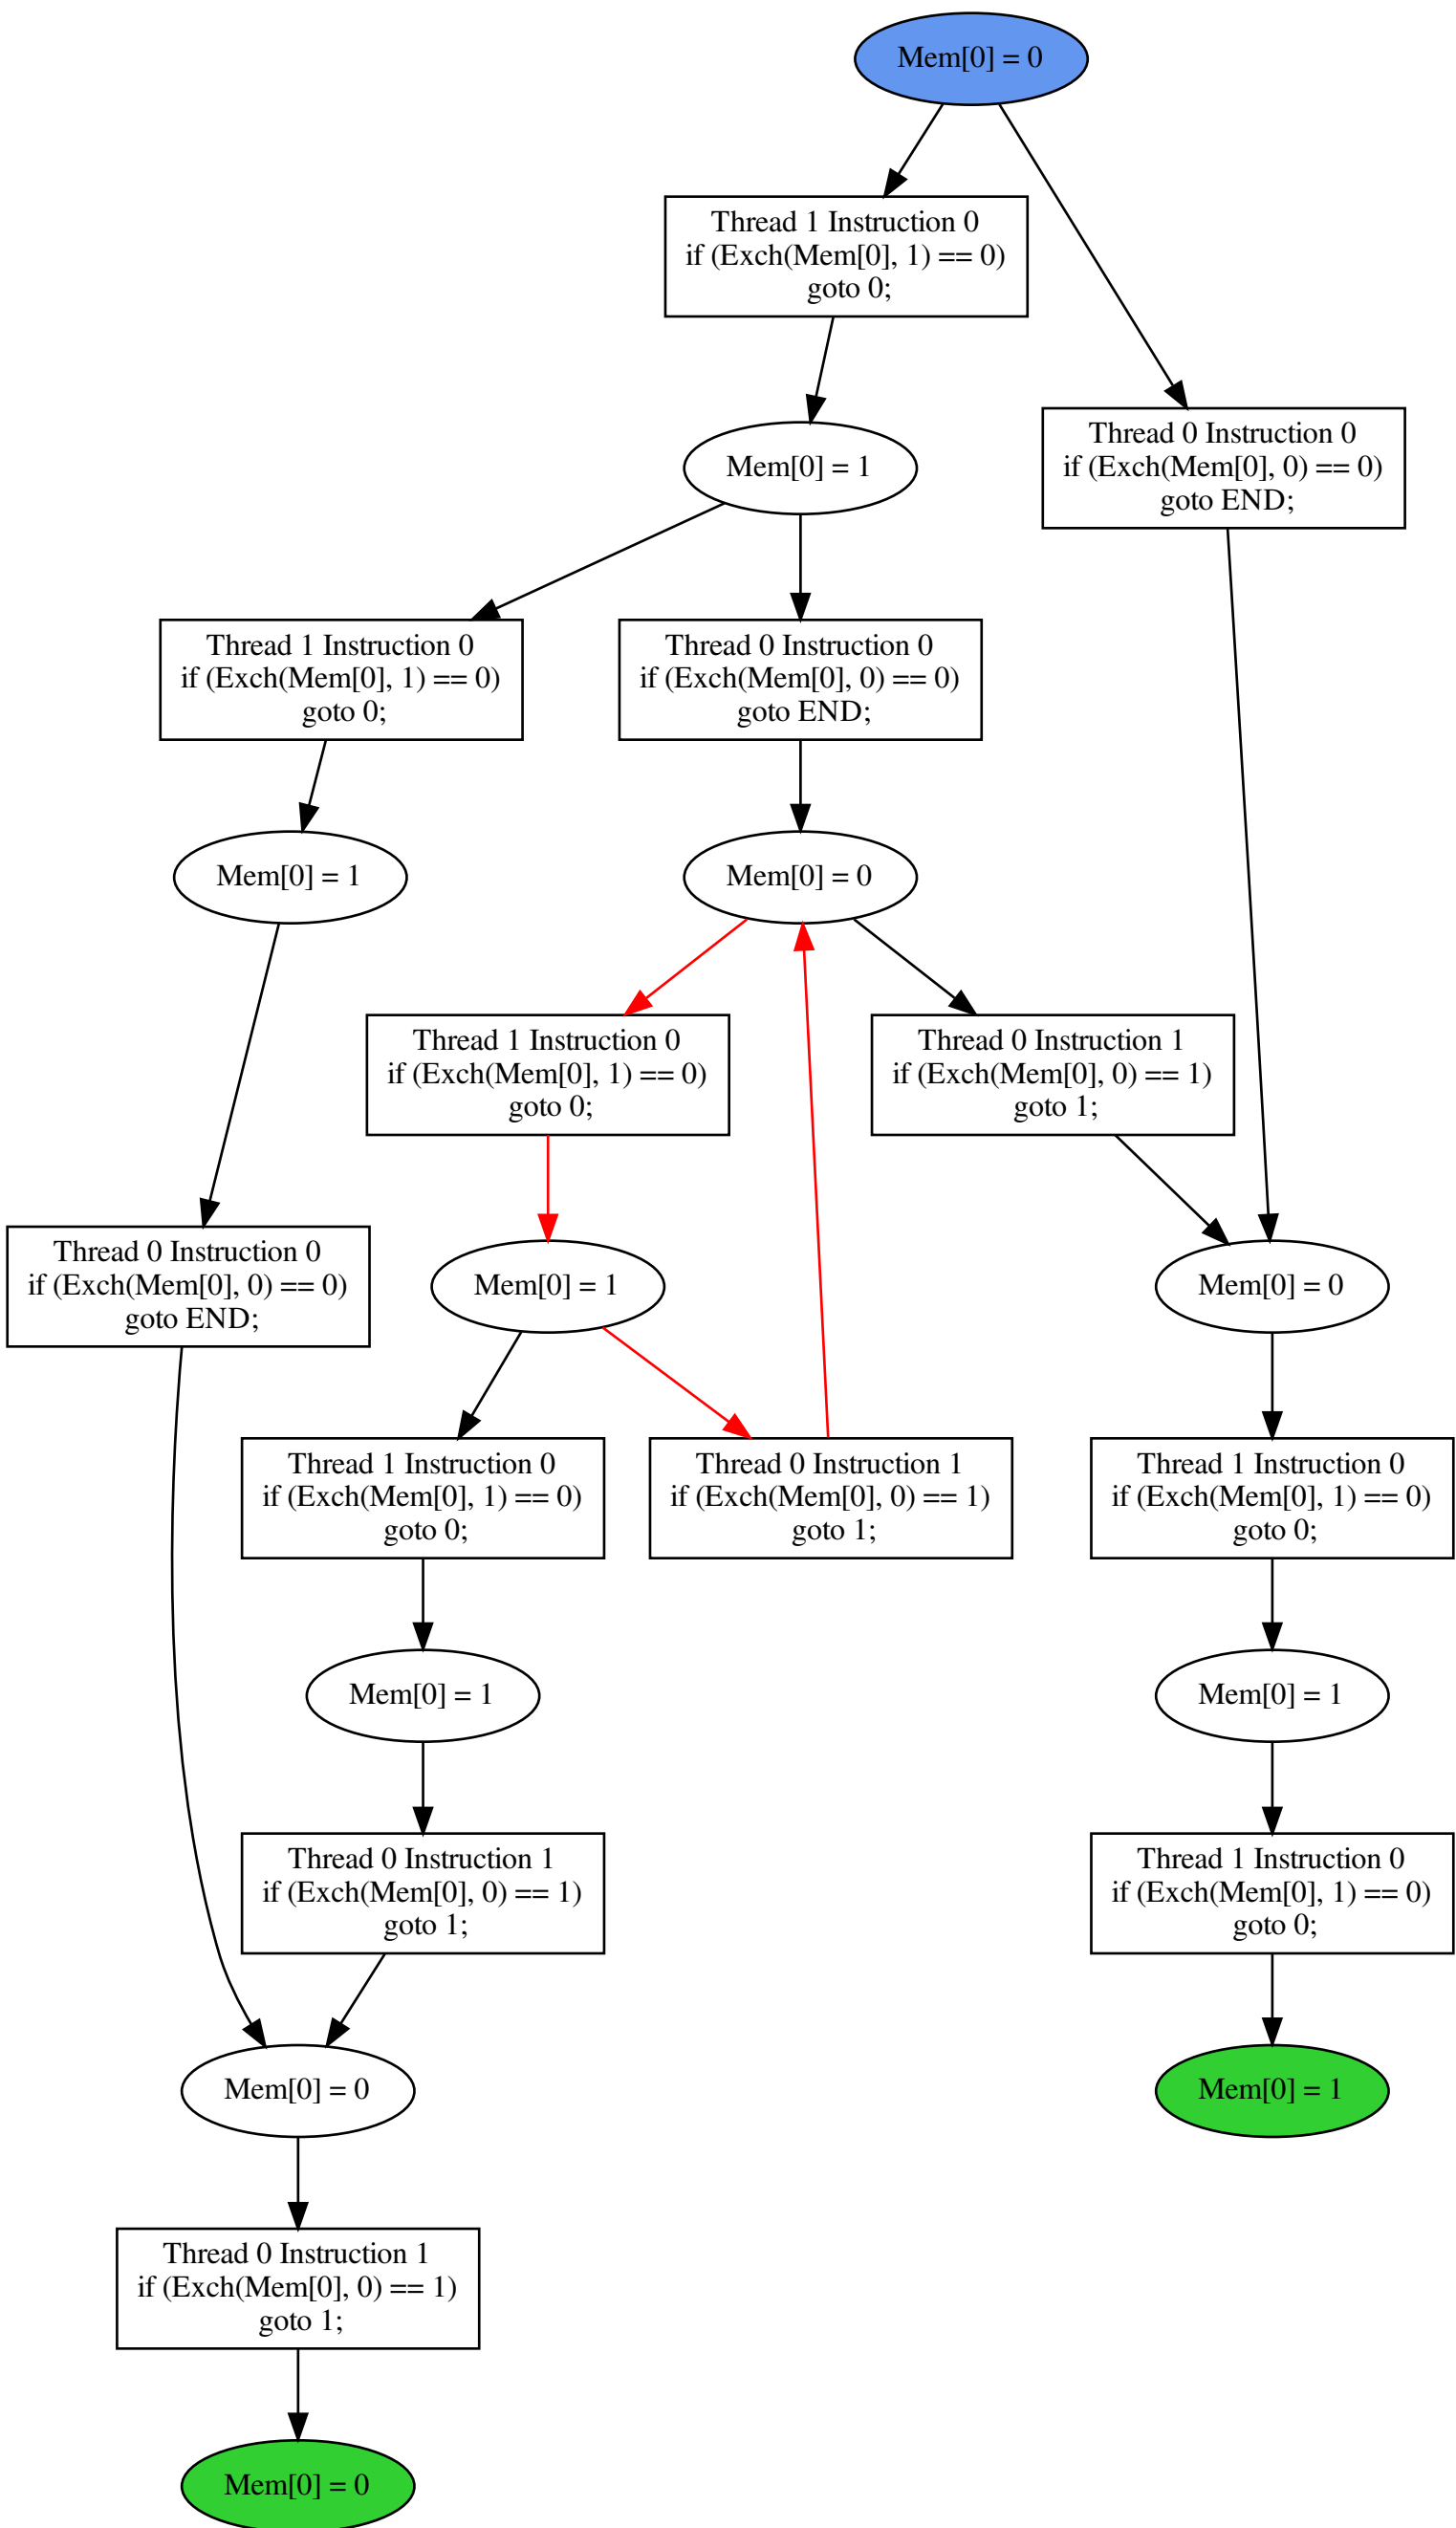 Mem[0] = 0
Thread 1 Instruction 0
if (Exch(Mem[0], 1) == 0)
goto 0;
Thread 0 Instruction 0
if (Exch(Mem[0], 0) == 0)
goto END;
Mem[0] = 1
Thread 1 Instruction 0
if (Exch(Mem[0], 1) == 0)
goto 0;
Thread 0 Instruction 0
if (Exch(Mem[0], 0) == 0)
goto END;
Mem[0] = 1
Mem[0] = 0
Thread 1 Instruction 0
if (Exch(Mem[0], 1) == 0)
goto 0;
Thread 0 Instruction 1
if (Exch(Mem[0], 0) == 1)
goto 1;
Thread 0 Instruction 0
if (Exch(Mem[0], 0) == 0)
goto END;
Mem[0] = 1
Mem[0] = 0
Thread 1 Instruction 0
if (Exch(Mem[0], 1) == 0)
goto 0;
Thread 0 Instruction 1
if (Exch(Mem[0], 0) == 1)
goto 1;
Thread 1 Instruction 0
if (Exch(Mem[0], 1) == 0)
goto 0;
Mem[0] = 1
Mem[0] = 1
Thread 0 Instruction 1
if (Exch(Mem[0], 0) == 1)
goto 1;
Thread 1 Instruction 0
if (Exch(Mem[0], 1) == 0)
goto 0;
Mem[0] = 0
Mem[0] = 1
Thread 0 Instruction 1
if (Exch(Mem[0], 0) == 1)
goto 1;
Mem[0] = 0